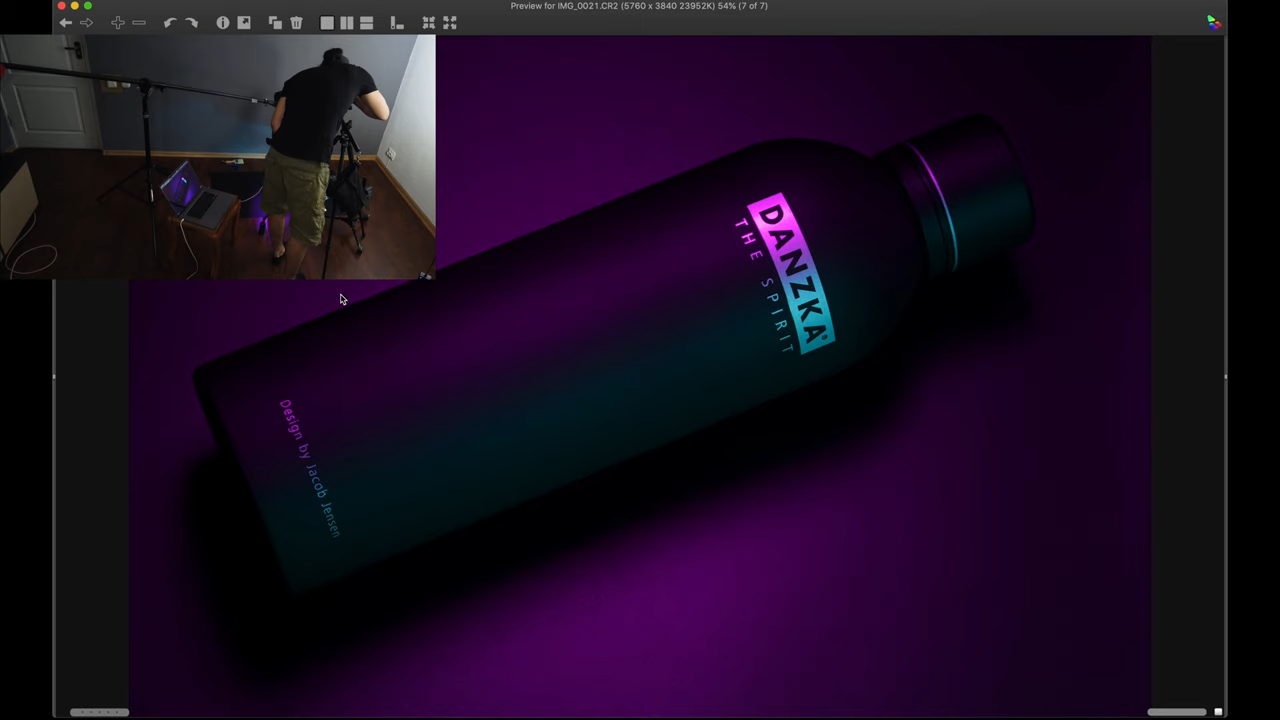 Preview for IMG_0021.CR2 (5760 x 3840 23952K) 54% (7 of 7)
DANZKA®
THE SPIRIT
Design by Jacob Jensen